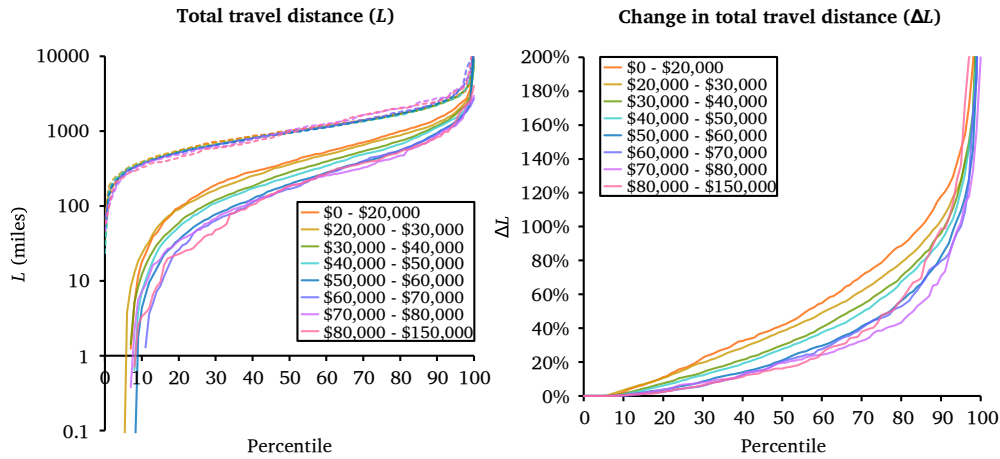 Total travel distance (L)
10000
1000
100
10
1
0.1
L (miles)
0 10 20 30 40 50 60 70 80 90 100
Percentile
$0 - $20,000
$20,000 - $30,000
$30,000 - $40,000
$40,000 - $50,000
$50,000 - $60,000
$60,000 - $70,000
$70,000 - $80,000
$80,000 - $150,000
Change in total travel distance (ΔL)
200%
180%
160%
140%
120%
100%
80%
60%
40%
20%
0%
ΔL
0 10 20 30 40 50 60 70 80 90 100
Percentile
$0 - $20,000
$20,000 - $30,000
$30,000 - $40,000
$40,000 - $50,000
$50,000 - $60,000
$60,000 - $70,000
$70,000 - $80,000
$80,000 - $150,000